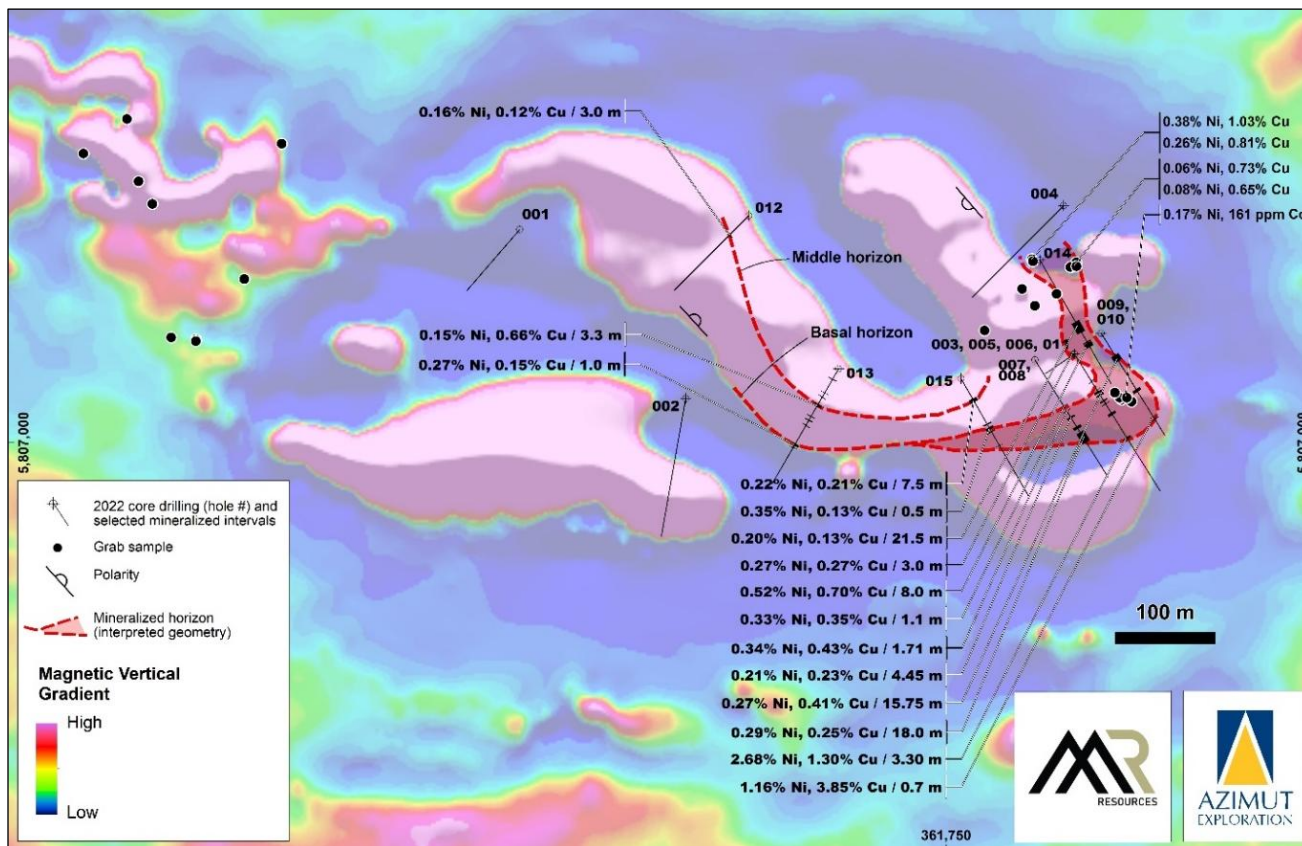 0.16% Ni, 0.12% Cu / 3.0 m
0.38% Ni, 1.03% Cu
0.26% Ni, 0.81% Cu
0.06% Ni, 0.73% Cu
0.08% Ni, 0.65% Cu
0.17% Ni, 161 ppm Co
001
012
004
Middle horizon
014
Basal horizon
009,
010
0.15% Ni, 0.66% Cu / 3.3 m
0.27% Ni, 0.15% Cu / 1.0 m
003, 005, 006, 01
007,
008
013
015
002
5,807,000
5,807,000
0.22% Ni, 0.21% Cu / 7.5 m
0.35% Ni, 0.13% Cu / 0.5 m
0.20% Ni, 0.13% Cu / 21.5 m
0.27% Ni, 0.27% Cu / 3.0 m
0.52% Ni, 0.70% Cu / 8.0 m
0.33% Ni, 0.35% Cu / 1.1 m
0.34% Ni, 0.43% Cu / 1.71 m
0.21% Ni, 0.23% Cu / 4.45 m
0.27% Ni, 0.41% Cu / 15.75 m
0.29% Ni, 0.25% Cu / 18.0 m
2.68% Ni, 1.30% Cu / 3.30 m
1.16% Ni, 3.85% Cu / 0.7 m
100 m
361,750
2022 core drilling (hole #) and
selected mineralized intervals
Grab sample
Polarity
Mineralized horizon
(interpreted geometry)
Magnetic Vertical
Gradient
High
Low
RESOURCES
AZIMUT
EXPLORATION